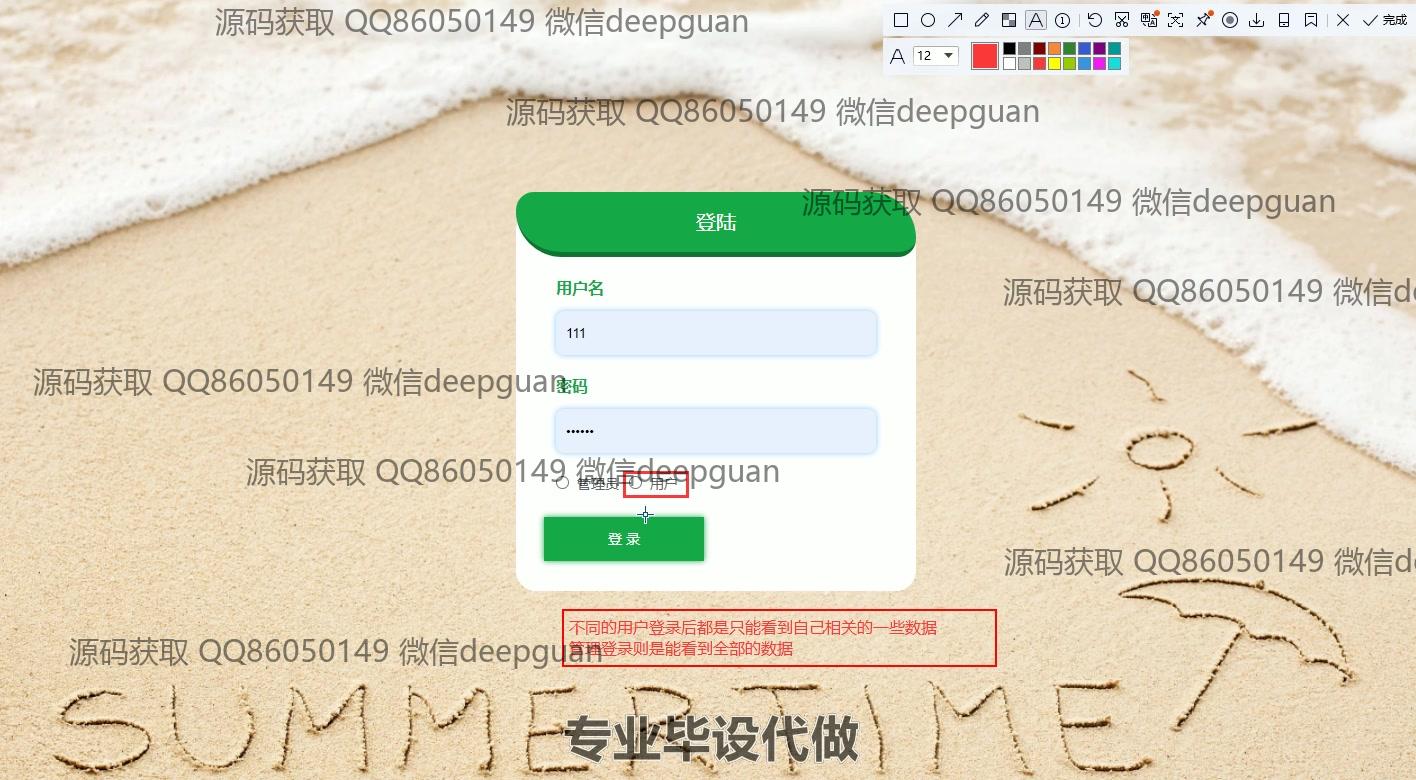 源码获取 QQ86050149 微信deepguan
完成
A
12
源码获取 QQ86050149 微信deepguan
源码获取 QQ86050149 微信deepguan
登陆
源码获取 QQ86050149 微信de
用户名
111
源码获取 QQ86050149 微信deepguan
密码
••••••
源码获取 QQ86050149 微信deepguan
管理员 用户
登录
源码获取 QQ86050149 微信de
不同的用户登录后都是只能看到自己相关的一些数据
管理登录则是能看到全部的数据
源码获取 QQ86050149 微信deepguan
SUMMERTIME
专业毕设代做